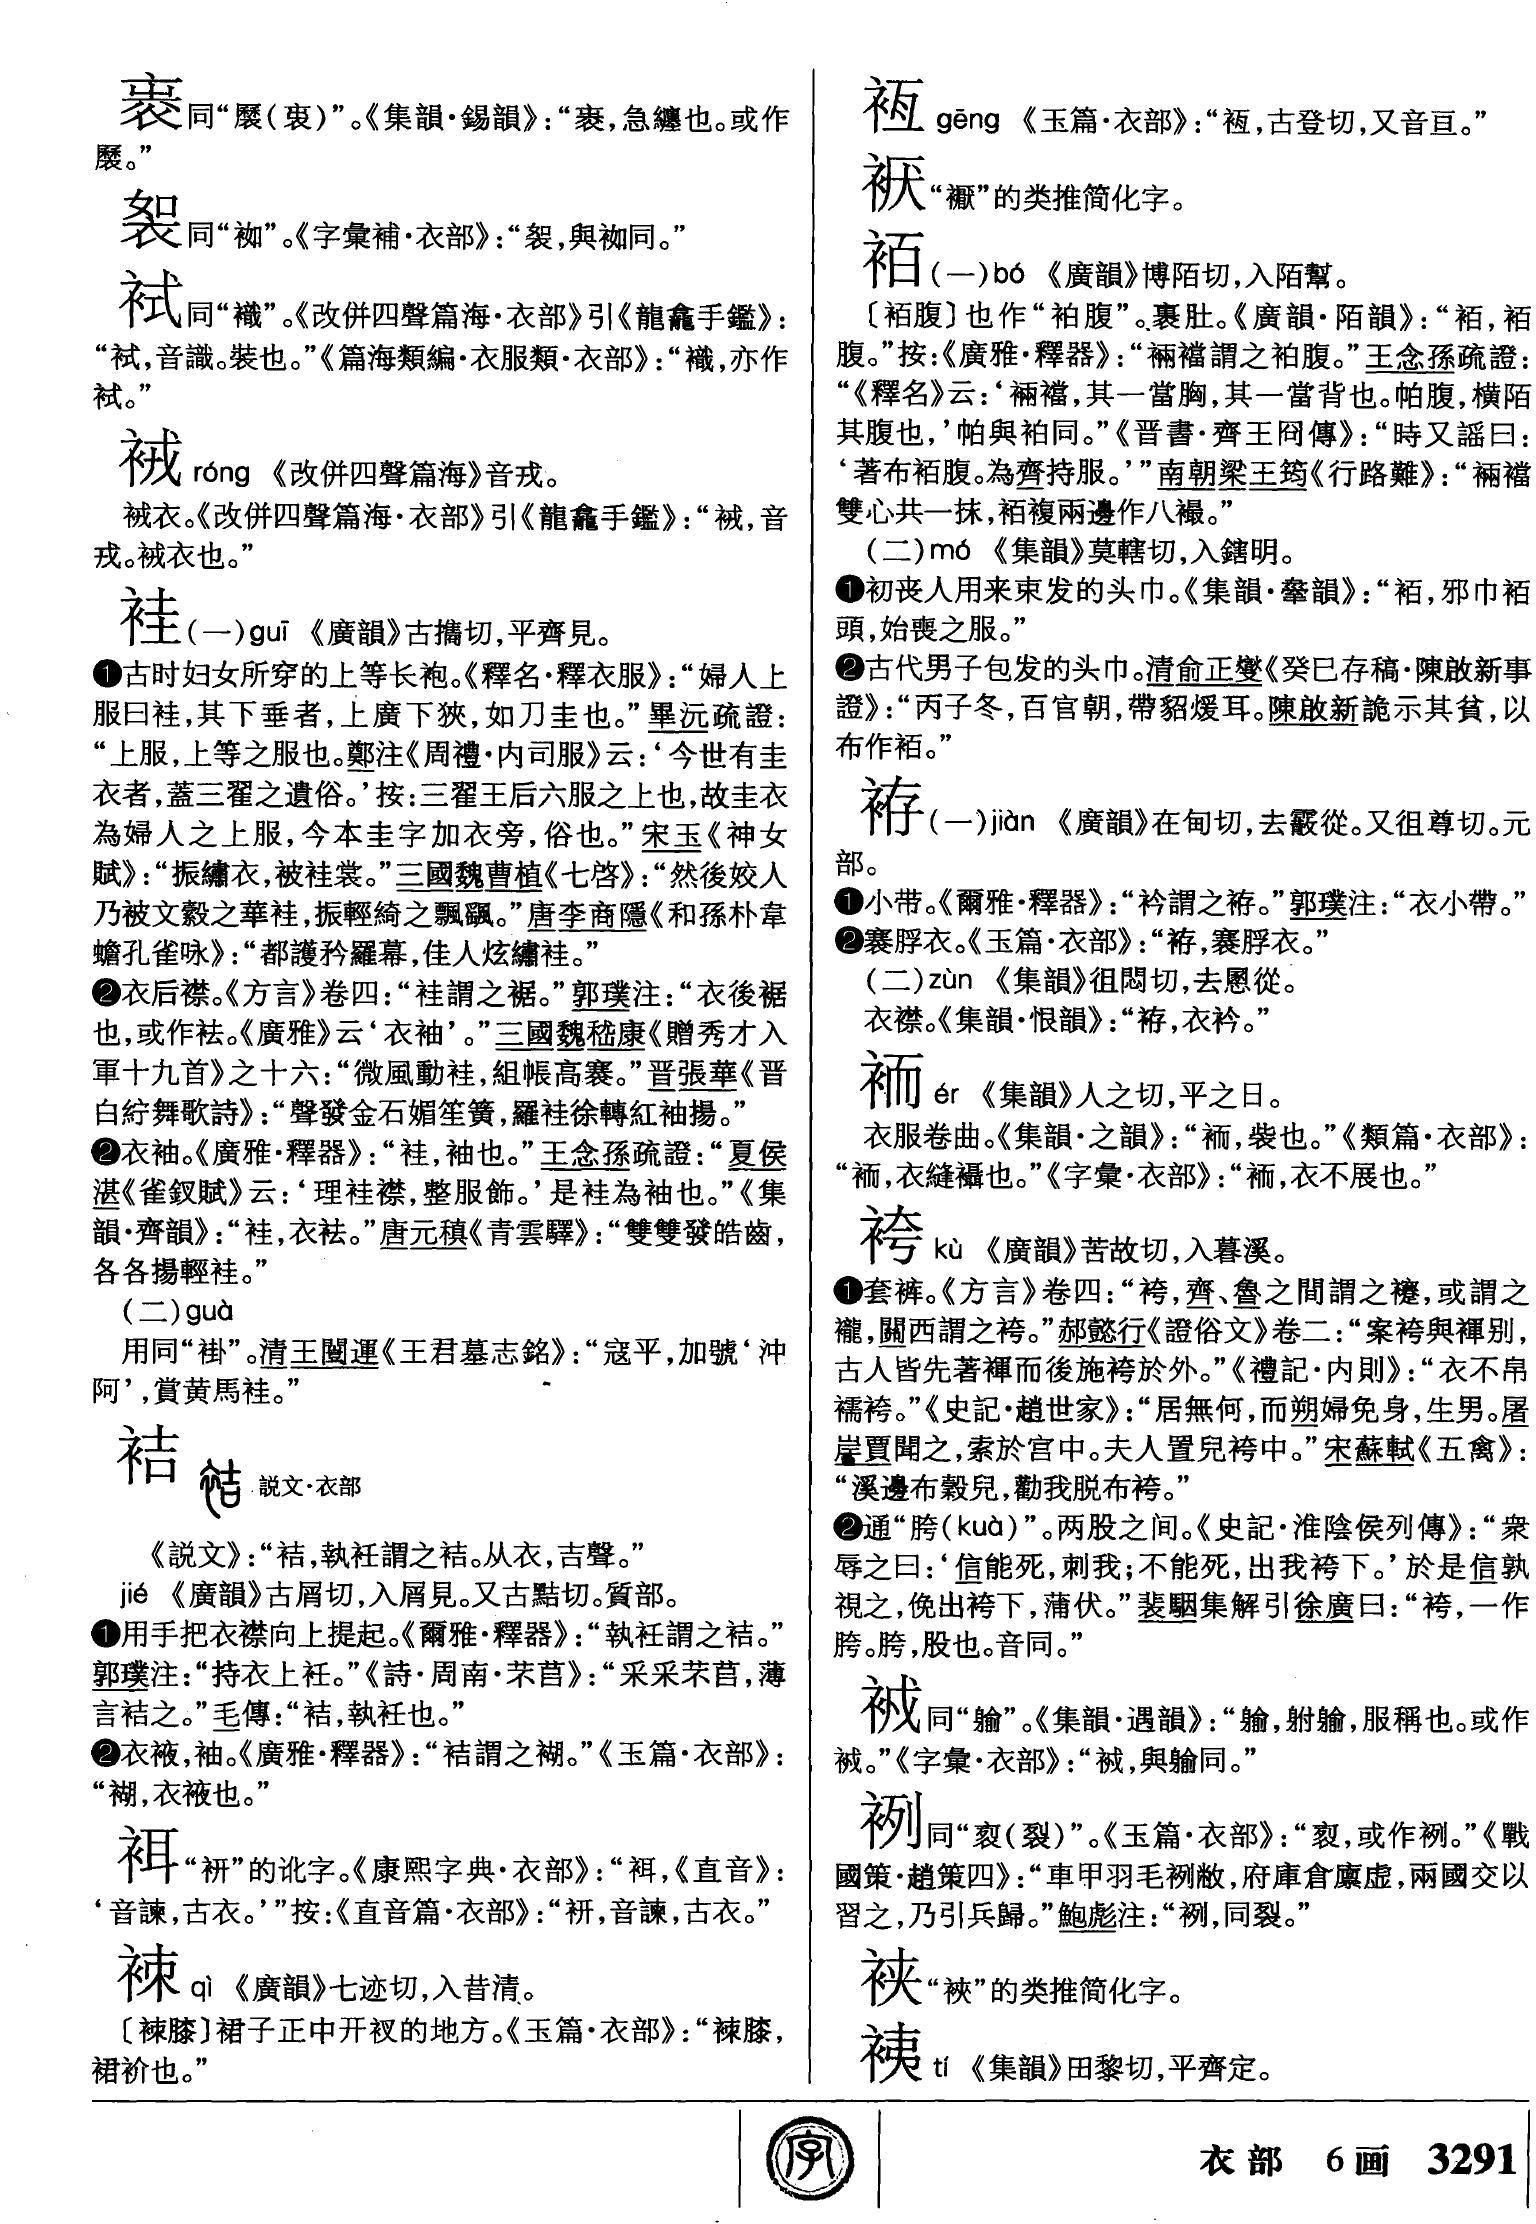 裛同“褧(裛)”。《集韻·錫韻》：“裛，急纏也。或作
褧。”
袈同“袽”。《字彙補·衣部》：“袈，與袽同。”
栻同“襳”。《改併四聲篇海·衣部》引《龍龕手鑑》：
“栻，音識。裝也。”《篇海類編·衣服類·衣部》：“襳，亦作
栻。”
䘬 róng 《改併四聲篇海》音戎。
䘬衣。《改併四聲篇海·衣部》引《龍龕手鑑》：“䘬，音
戎。䘬衣也。”
袿(一)guī 《廣韻》古攜切，平齊見。
❶古时妇女所穿的上等长袍。《釋名·釋衣服》：“婦人上
服曰袿，其下垂者，上廣下狹，如刀圭也。”畢沅疏證：
“上服，上等之服也。鄭注《周禮·内司服》云：‘今世有圭
衣者，蓋三翟之遺俗。’按：三翟王后六服之上也，故圭衣
為婦人之上服，今本圭字加衣旁，俗也。”宋玉《神女
賦》：“振繡衣，被袿裳。”三國魏曹植《七啓》：“然後姣人
乃被文縠之華袿，振輕綺之飄颻。”唐李商隱《和孫朴韋
蟾孔雀咏》：“都護矜羅幕，佳人炫繡袿。”
❷衣后襟。《方言》卷四：“袿謂之裾。”郭璞注：“衣後裾
也，或作袪。《廣雅》云‘衣袖’。”三國魏嵇康《贈秀才入
軍十九首》之十六：“微風動袿，組帳高褰。”晋張華《晋
白紵舞歌詩》：“聲發金石媚笙簧，羅袿徐轉紅袖揚。”
❷衣袖。《廣雅·釋器》：“袿，袖也。”王念孫疏證：“夏侯
湛《雀釵賦》云：‘理袿襟，整服飾。’是袿為袖也。”《集
韻·齊韻》：“袿，衣袪。”唐元稹《青雲驛》：“雙雙發皓齒，
各各揚輕袿。”
(二)guà
用同“褂”。清王闓運《王君墓志銘》：“寇平，加號‘沖
阿’，賞黄馬袿。”
袺 説文·衣部
《説文》：“袺，執衽謂之袺。从衣，吉聲。”
jié 《廣韻》古屑切，入屑見。又古黠切。質部。
❶用手把衣襟向上提起。《爾雅·釋器》：“執衽謂之袺。”
郭璞注：“持衣上衽。”《詩·周南·芣苢》：“采采芣苢，薄
言袺之。”毛傳：“袺，執衽也。”
❷衣袯，袖。《廣雅·釋器》：“袺謂之𧛞。”《玉篇·衣部》：
“𧛞，衣袯也。”
䘵“䘰”的讹字。《康熙字典·衣部》：“䘵，《直音》：
‘音諫，古衣。’”按：《直音篇·衣部》：“䘰，音諫，古衣。”
𧙞 qì 《廣韻》七迹切，入昔清。
〔𧙞膝〕裙子正中开衩的地方。《玉篇·衣部》：“𧙞膝，
裙衸也。”
𧙺 gēng 《玉篇·衣部》：“𧙺，古登切，又音亘。”
𬡐“𧞣”的类推简化字。
袹(一)bó 《廣韻》博陌切，入陌幫。
〔袹腹〕也作“袙腹”。裹肚。《廣韻·陌韻》：“袹，袹
腹。”按：《廣雅·釋器》：“裲襠謂之袙腹。”王念孫疏證：
“《釋名》云：‘裲襠，其一當胸，其一當背也。帕腹，横陌
其腹也，’帕與袙同。”《晋書·齊王冏傳》：“時又謡曰：
‘著布袹腹。為齊持服。’”南朝梁王筠《行路難》：“裲襠
雙心共一抹，袹複兩邊作八襊。”
(二)mó 《集韻》莫轄切，入鎋明。
❶初丧人用来束发的头巾。《集韻·舝韻》：“袹，邪巾袹
頭，始喪之服。”
❷古代男子包发的头巾。清俞正燮《癸巳存稿·陳啟新事
證》：“丙子冬，百官朝，帶貂煖耳。陳啟新詭示其貧，以
布作袹。”
袸(一)jiàn 《廣韻》在甸切，去霰從。又徂尊切。元
部。
❶小带。《爾雅·釋器》：“衿謂之袸。”郭璞注：“衣小帶。”
❷褰脬衣。《玉篇·衣部》：“袸，褰脬衣。”
(二)zùn 《集韻》徂悶切，去慁從。
衣襟。《集韻·恨韻》：“袸，衣衿。”
袻 ér 《集韻》人之切，平之日。
衣服卷曲。《集韻·之韻》：“袻，裝也。”《類篇·衣部》：
“袻，衣縫襵也。”《字彙·衣部》：“袻，衣不展也。”
袴 kù 《廣韻》苦故切，入暮溪。
❶套裤。《方言》卷四：“袴，齊、魯之間謂之䙭，或謂之
襱，關西謂之袴。”郝懿行《證俗文》卷二：“案袴與褌别，
古人皆先著褌而後施袴於外。”《禮記·内則》：“衣不帛
襦袴。”《史記·趙世家》：“居無何，而朔婦免身，生男。屠
岸賈聞之，索於宫中。夫人置兒袴中。”宋蘇軾《五禽》：
“溪邊布穀兒，勸我脱布袴。”
❷通“胯(kuà)”。两股之间。《史記·淮陰侯列傳》：“衆
辱之曰：‘信能死，刺我；不能死，出我袴下。’於是信孰
視之，俛出袴下，蒲伏。”裴駰集解引徐廣曰：“袴，一作
胯。胯，股也。音同。”
𧙥同“䠼”。《集韻·遇韻》：“䠼，射䠼，服稱也。或作
𧙥。”《字彙·衣部》：“𧙥，與䠼同。”
𧙩同“裂(裂)”。《玉篇·衣部》：“裂，或作𧙩。”《戰
國策·趙策四》：“車甲羽毛𧙩敝，府庫倉廪虚，兩國交以
習之，乃引兵歸。”鮑彪注：“𧙩，同裂。”
𬡑“裌”的类推简化字。
𧙣 tí 《集韻》田黎切，平齊定。
字
衣部 6画 3291